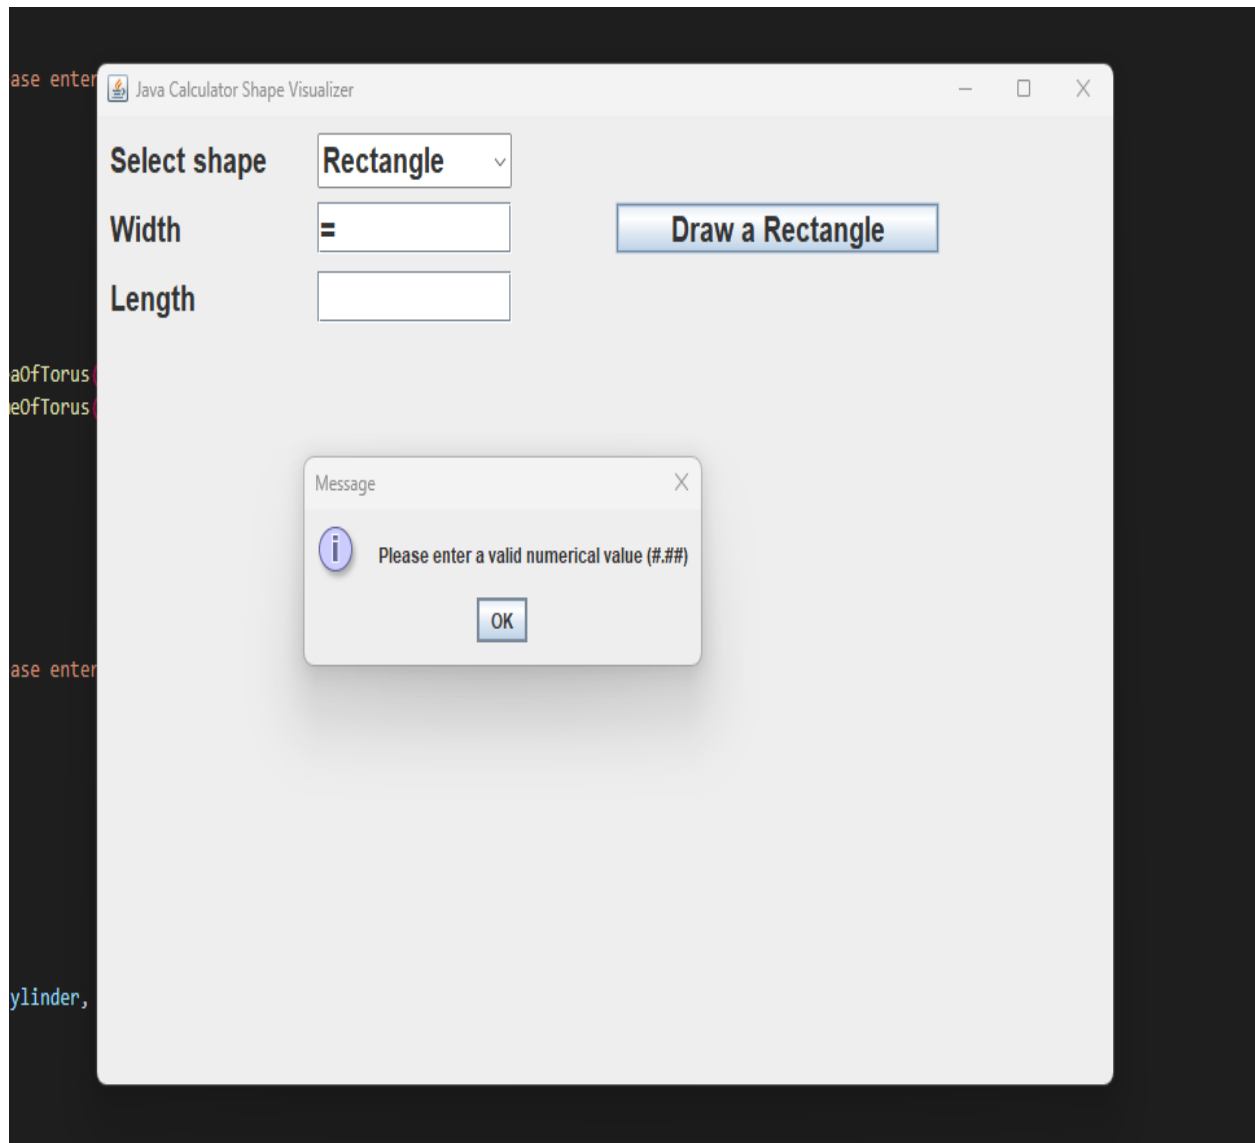 ase enter
Java Calculator Shape Visualizer
Select shape
Rectangle
Width
=
Draw a Rectangle
Length
aOfTorus(
eOfTorus(
Message
i
Please enter a valid numerical value (#.##)
OK
ase enter
ylinder,